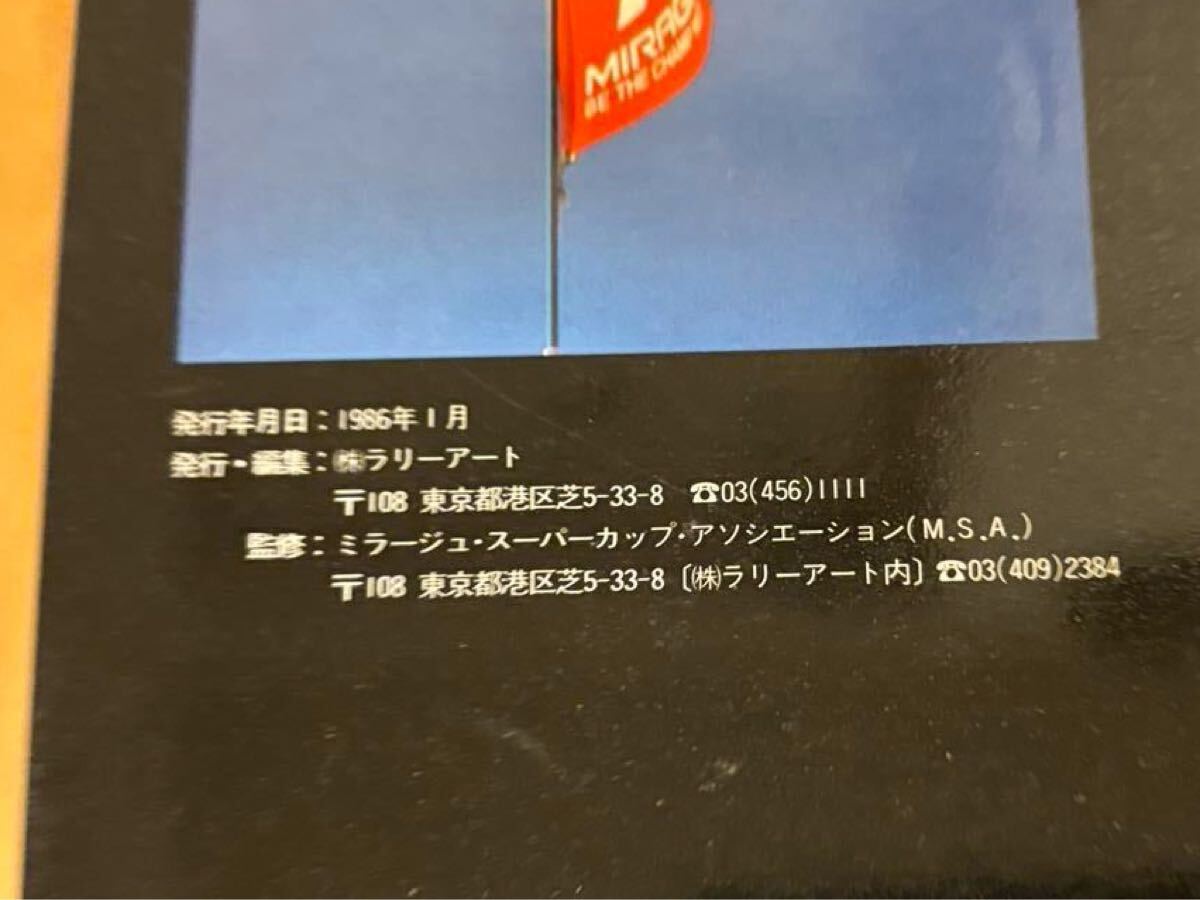 MIRAG
BE THE CHAMP
発行年月日：1986年1月
発行・編集：㈱ラリーアート
〒108 東京都港区芝5-33-8 ☎03(456)1111
監修：ミラージュ・スーパーカップ・アソシエーション(M.S.A.)
〒108 東京都港区芝5-33-8〔㈱ラリーアート内〕☎03(409)2384